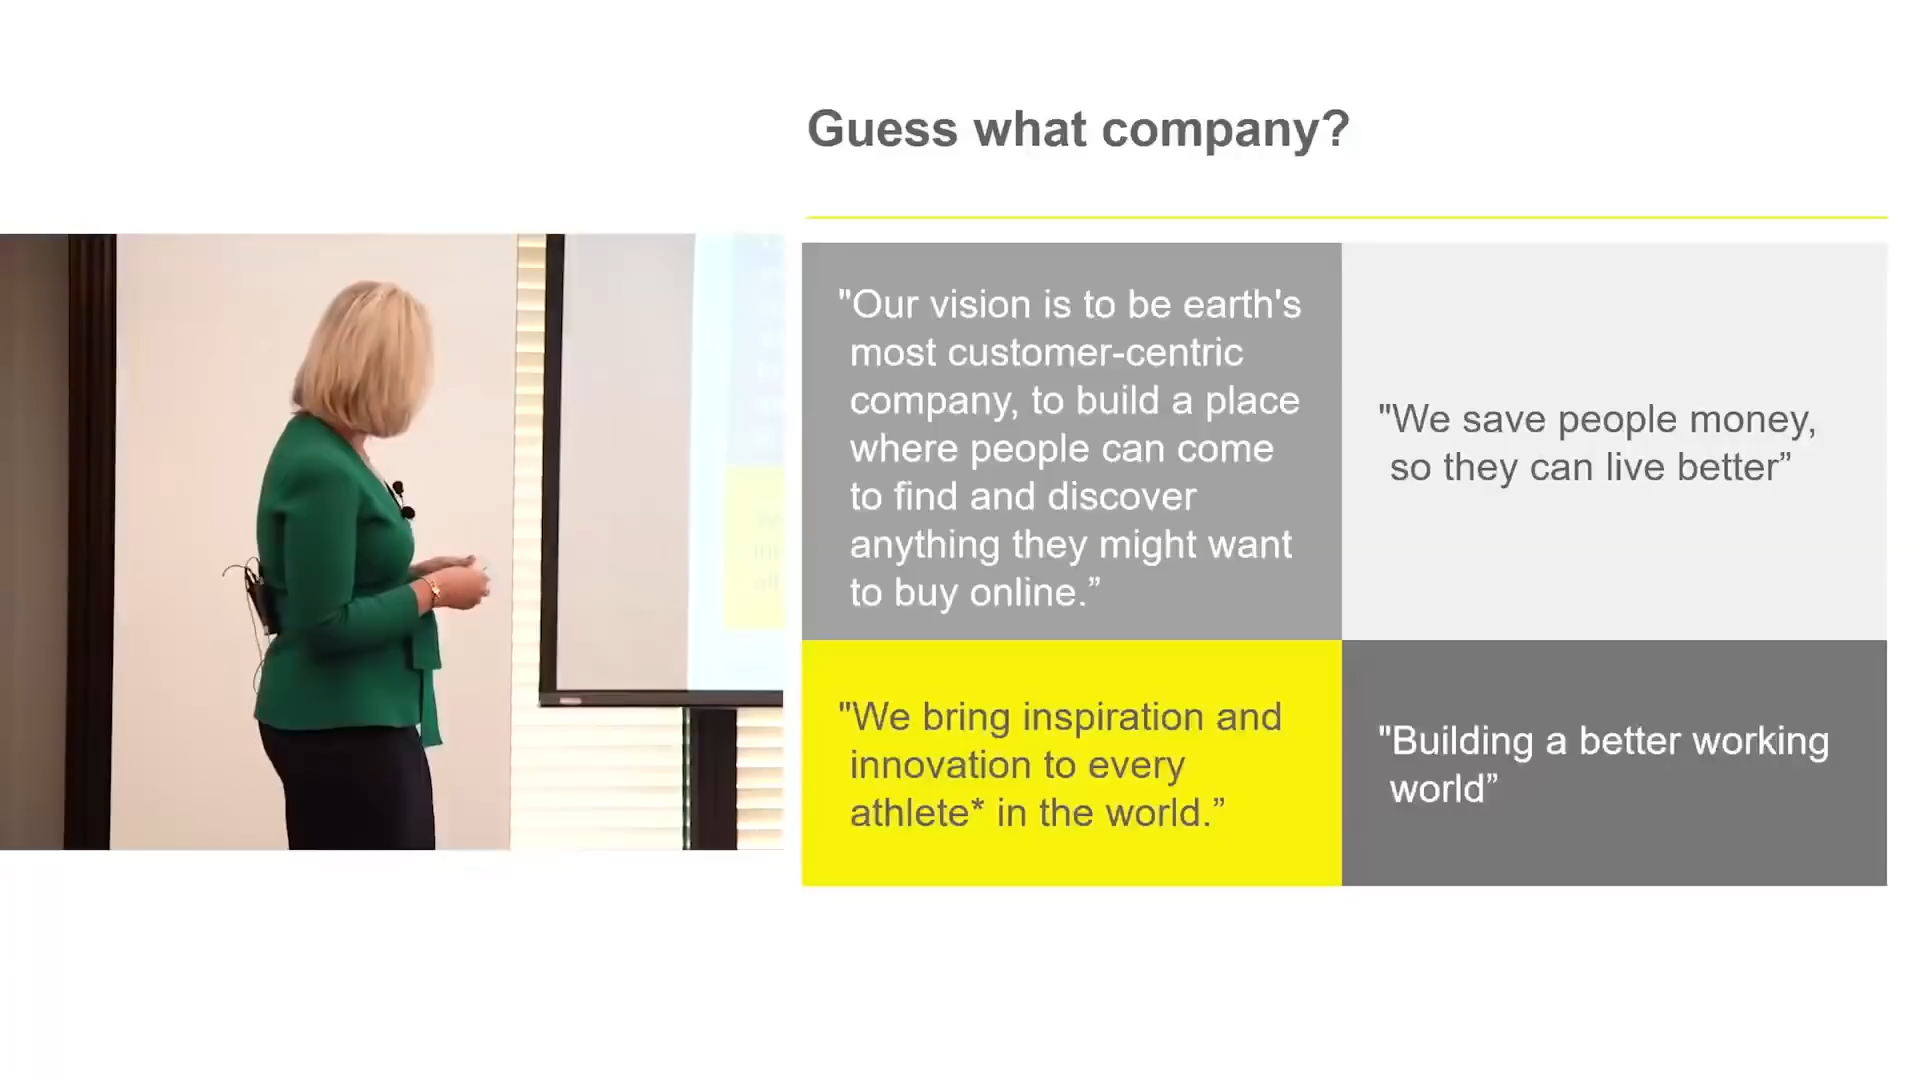 Guess what company?
"Our vision is to be earth's
most customer-centric
company, to build a place
where people can come
to find and discover
anything they might want
to buy online.”
"We save people money,
so they can live better”
"We bring inspiration and
innovation to every
athlete* in the world.”
"Building a better working
world”